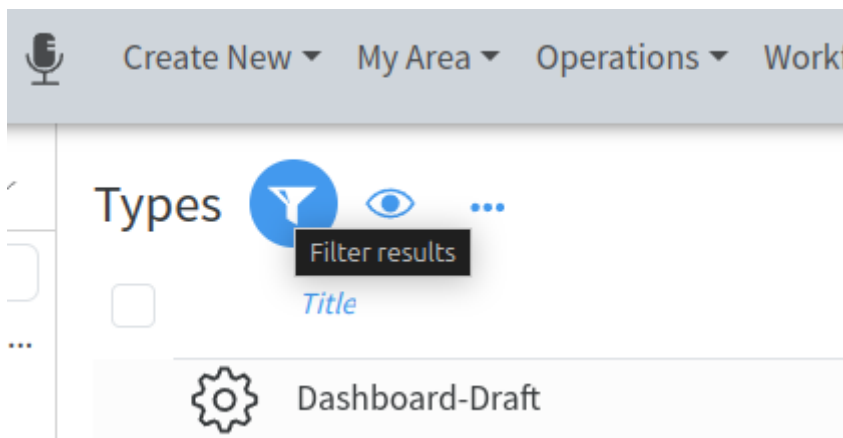 Create New My Area Operations
Types
Filter results
Title
Dashboard-Draft